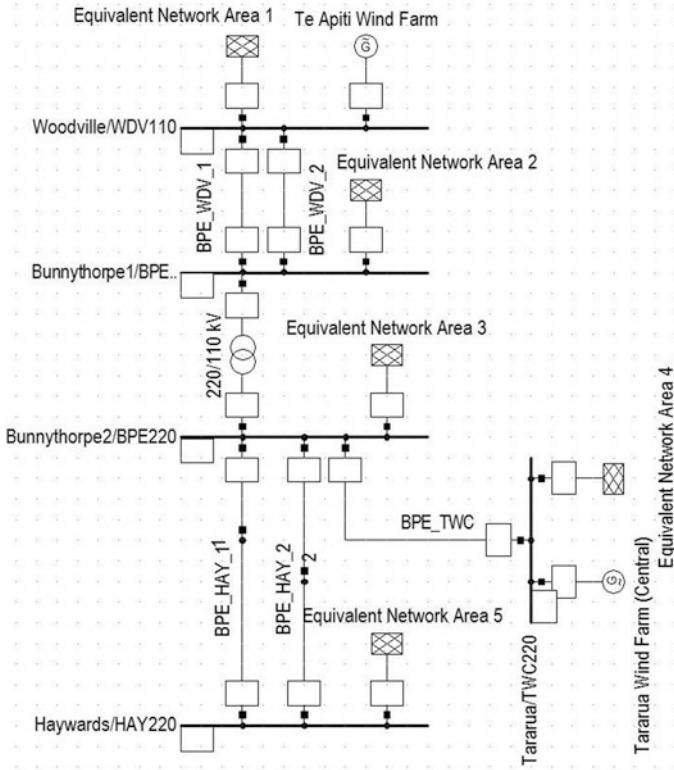 Equivalent Network Area 1
Te Apiti Wind Farm
G
Woodville/WDV110
BPE_WDV_1
BPE_WDV_2
Equivalent Network Area 2
Bunnythorpe1/BPE..
220/110 kV
Equivalent Network Area 3
Bunnythorpe2/BPE220
BPE_TWC
BPE_HAY_1
1
BPE_HAY_2
2
Equivalent Network Area 4
G
Tararua Wind Farm (Central)
Tararua/TWC220
Equivalent Network Area 5
Haywards/HAY220